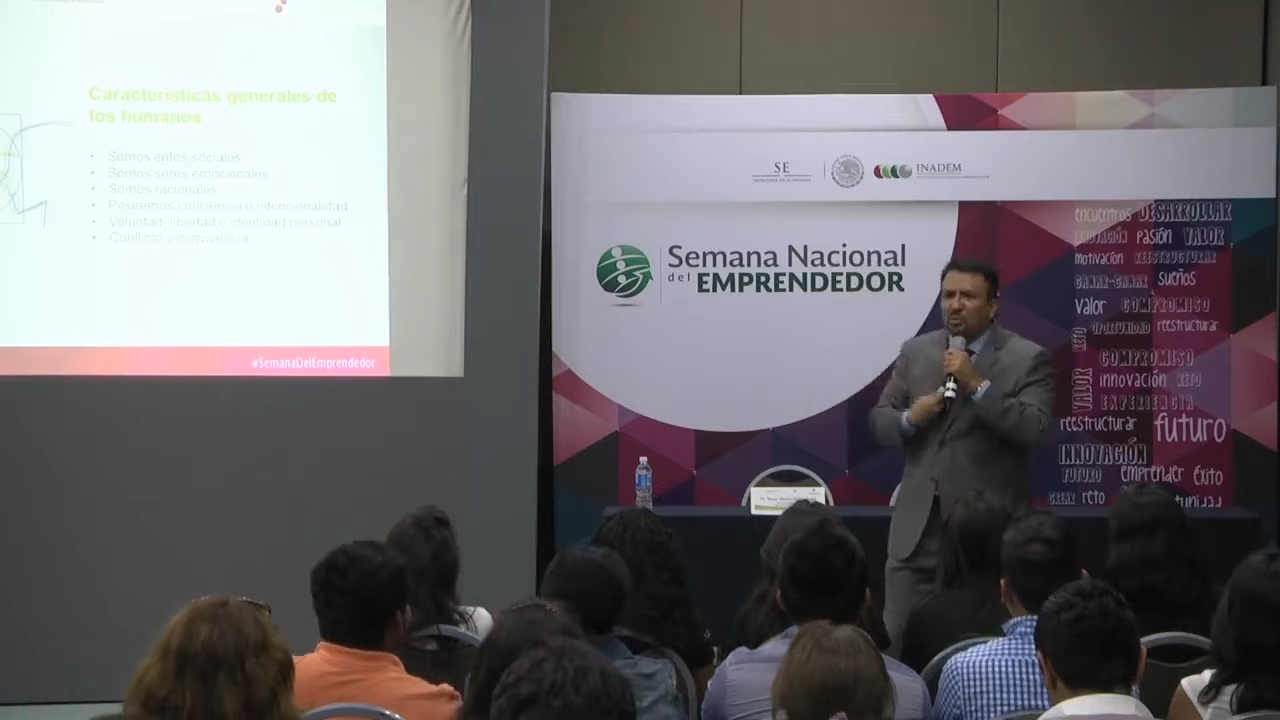 Características generales de
los humanos
• Somos entes sociales
• Somos seres emocionales
• Somos racionales
• Poseemos conciencia e intencionalidad
• Voluntad, libertad e identidad personal
• Conflicto y convivencia
#SemanaDelEmprendedor
SE
INADEM
Semana Nacional
del EMPRENDEDOR
encuentros DESARROLLAR
INNOVACIÓN pasión VALOR
motivación REESTRUCTURAR
GANAR-GANAR sueños
valor COMPROMISO
RETO OPORTUNIDAD reestructurar
COMPROMISO
VALOR innovación RETO
EXPERIENCIA
reestructurar futuro
INNOVACIÓN
FUTURO emprender éxito
CREAR reto